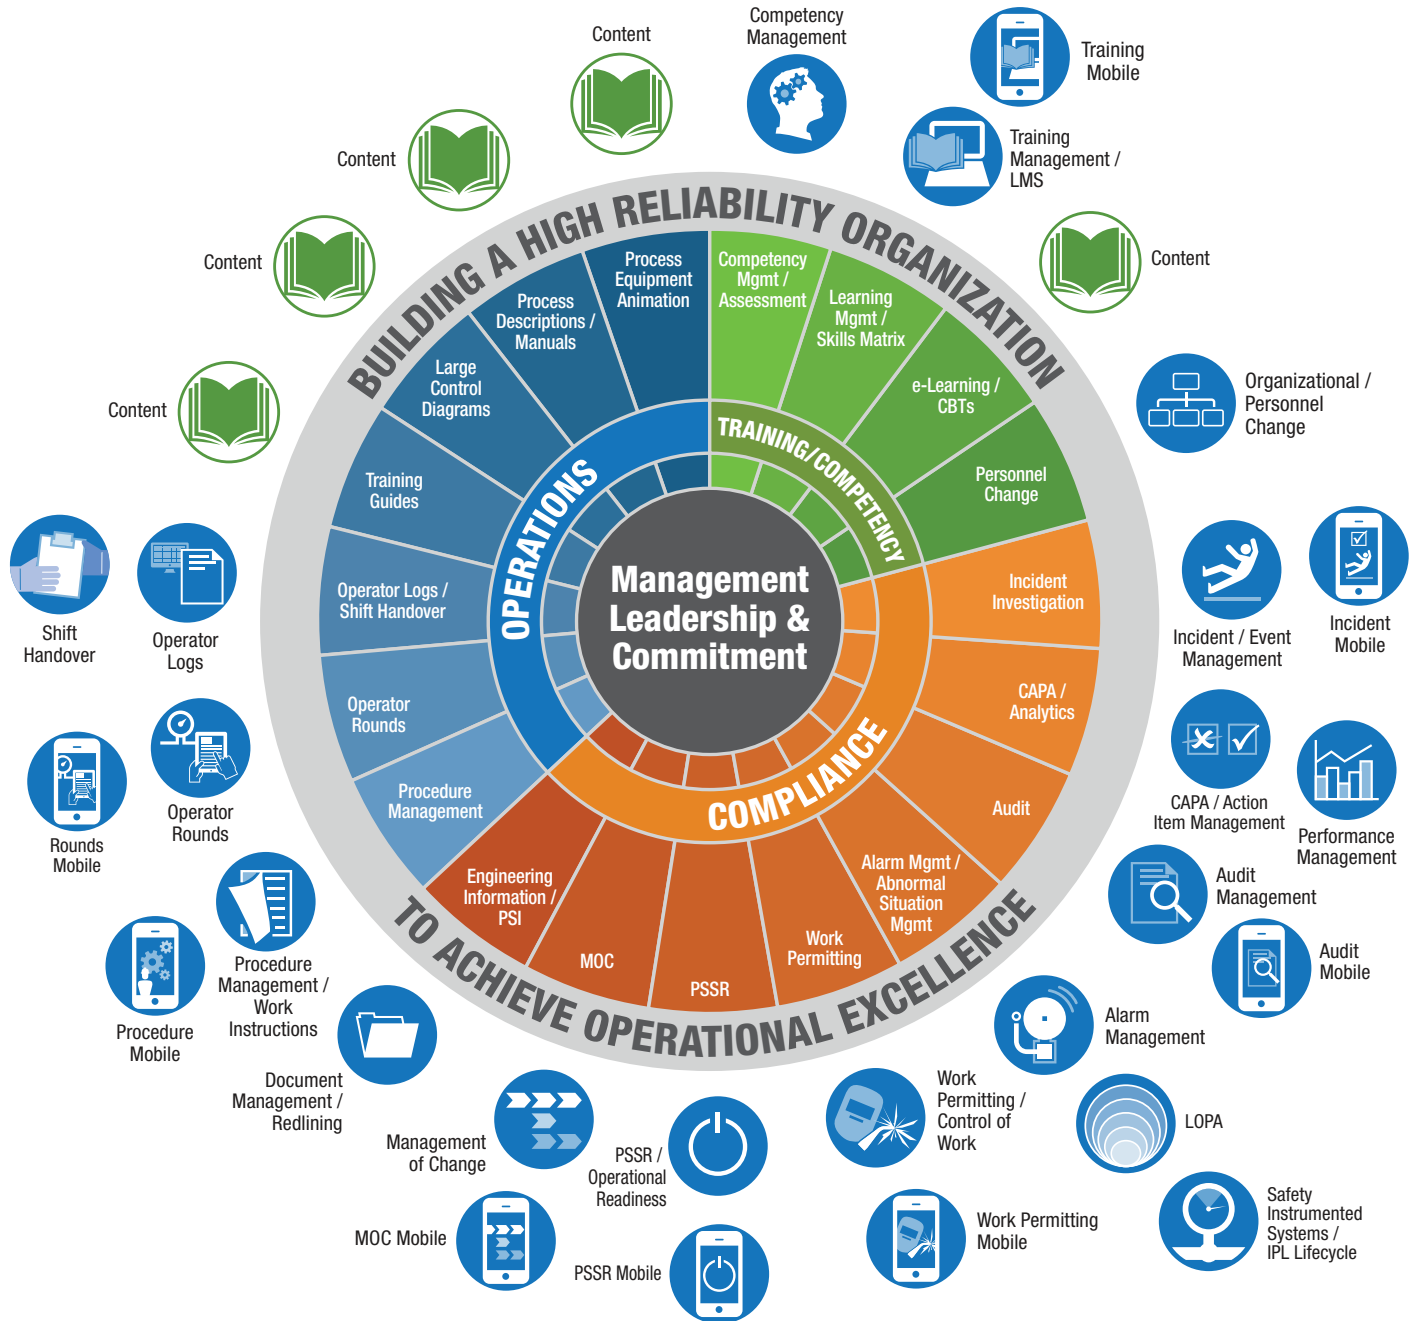 Content
Competency
Management
Training
Mobile
Content
Training
Management /
LMS
Content
Content
Content
Organizational /
Personnel
Change
BUILDING A HIGH RELIABILITY ORGANIZATION
Process
Equipment
Animation
Competency
Mgmt /
Assessment
Process
Descriptions /
Manuals
Learning
Mgmt /
Skills Matrix
Large
Control
Diagrams
e-Learning /
CBTs
Training
Guides
Personnel
Change
OPERATIONS
TRAINING/COMPETENCY
Operator Logs /
Shift Handover
Incident
Investigation
Management
Leadership &
Commitment
Operator
Rounds
CAPA /
Analytics
Procedure
Management
Audit
COMPLIANCE
Engineering
Information /
PSI
Alarm Mgmt /
Abnormal
Situation
Mgmt
MOC
PSSR
Work
Permitting
TO ACHIEVE OPERATIONAL EXCELLENCE
Shift
Handover
Operator
Logs
Incident / Event
Management
Incident
Mobile
Rounds
Mobile
Operator
Rounds
CAPA / Action
Item Management
Performance
Management
Audit
Management
Audit
Mobile
Procedure
Mobile
Procedure
Management /
Work
Instructions
Alarm
Management
Document
Management /
Redlining
Management
of Change
PSSR /
Operational
Readiness
Work
Permitting /
Control of
Work
LOPA
MOC Mobile
PSSR Mobile
Work Permitting
Mobile
Safety
Instrumented
Systems /
IPL Lifecycle